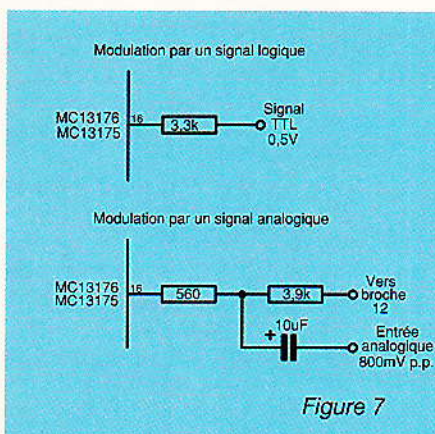 Modulation par un signal logique
MC13176
MC13175
16
3,3k
Signal
TTL
0,5V
Modulation par un signal analogique
MC13176
MC13175
16
560
3,9k
Vers
broche
12
+
10uF
Entrée
analogique
800mV p.p.
Figure 7